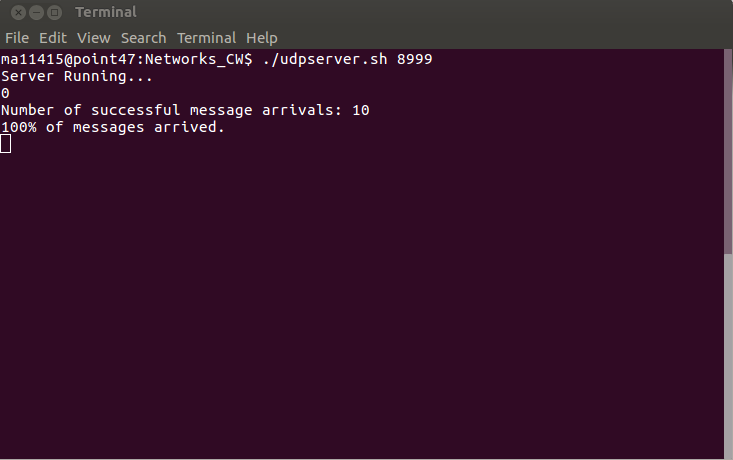 Terminal
File Edit View Search Terminal Help
ma11415@point47:Networks_CW$ ./udpserver.sh 8999
Server Running...
0
Number of successful message arrivals: 10
100% of messages arrived.